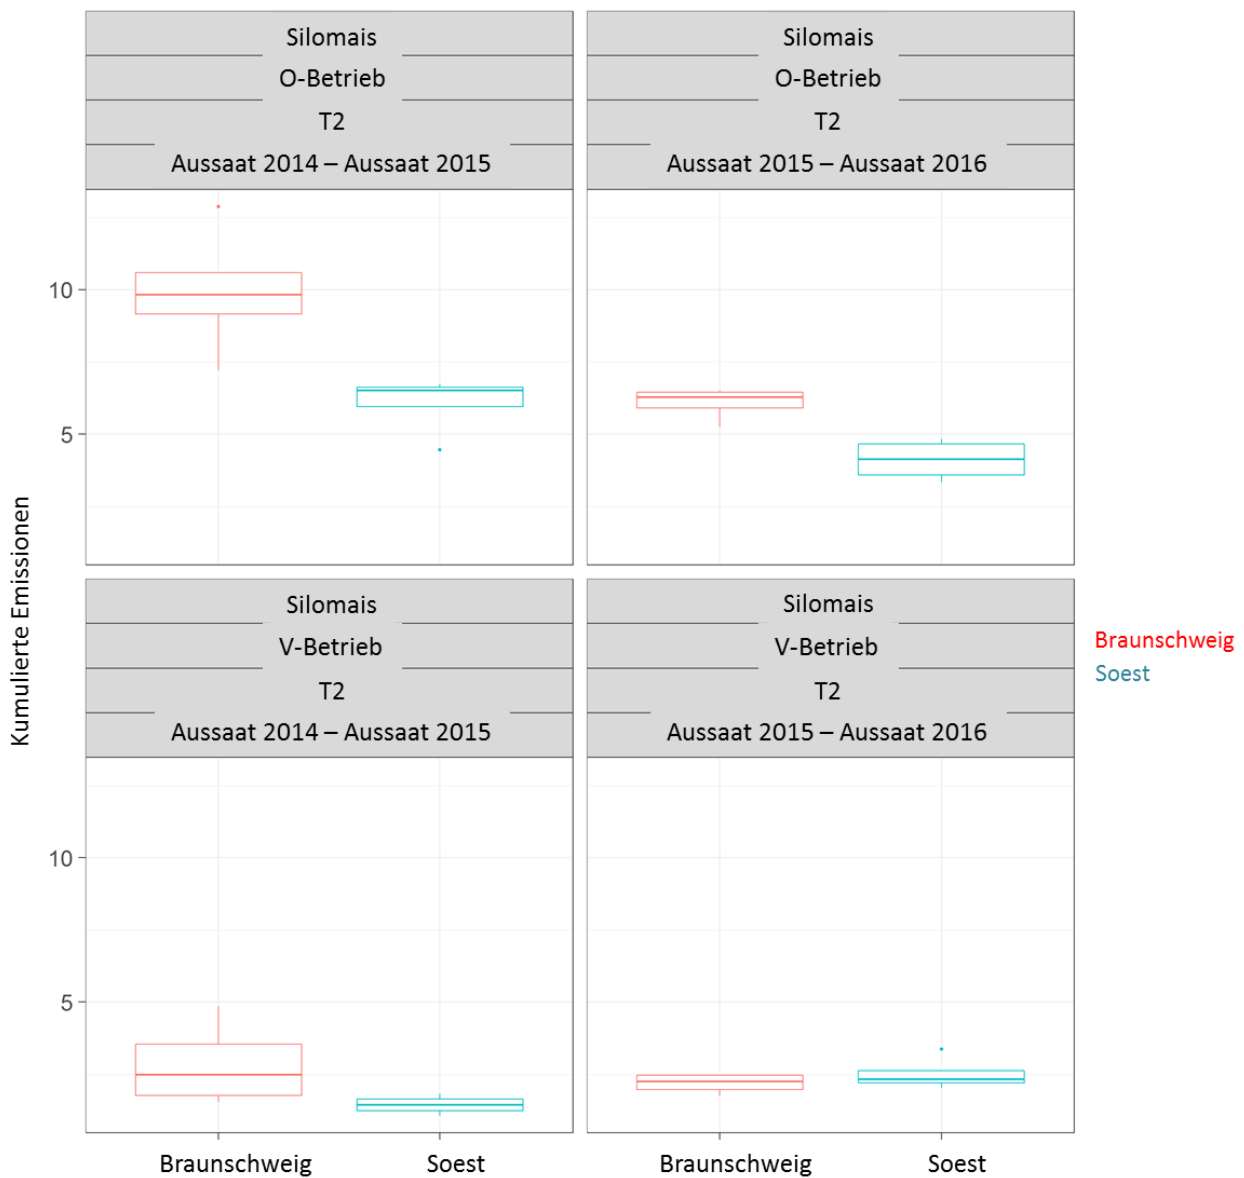 Silomais
O-Betrieb
T2
Aussaat 2014 – Aussaat 2015
Silomais
O-Betrieb
T2
Aussaat 2015 – Aussaat 2016
10
5
Kumulierte Emissionen
Silomais
V-Betrieb
T2
Aussaat 2014 – Aussaat 2015
Silomais
V-Betrieb
T2
Aussaat 2015 – Aussaat 2016
Braunschweig
Soest
10
5
Braunschweig
Soest
Braunschweig
Soest